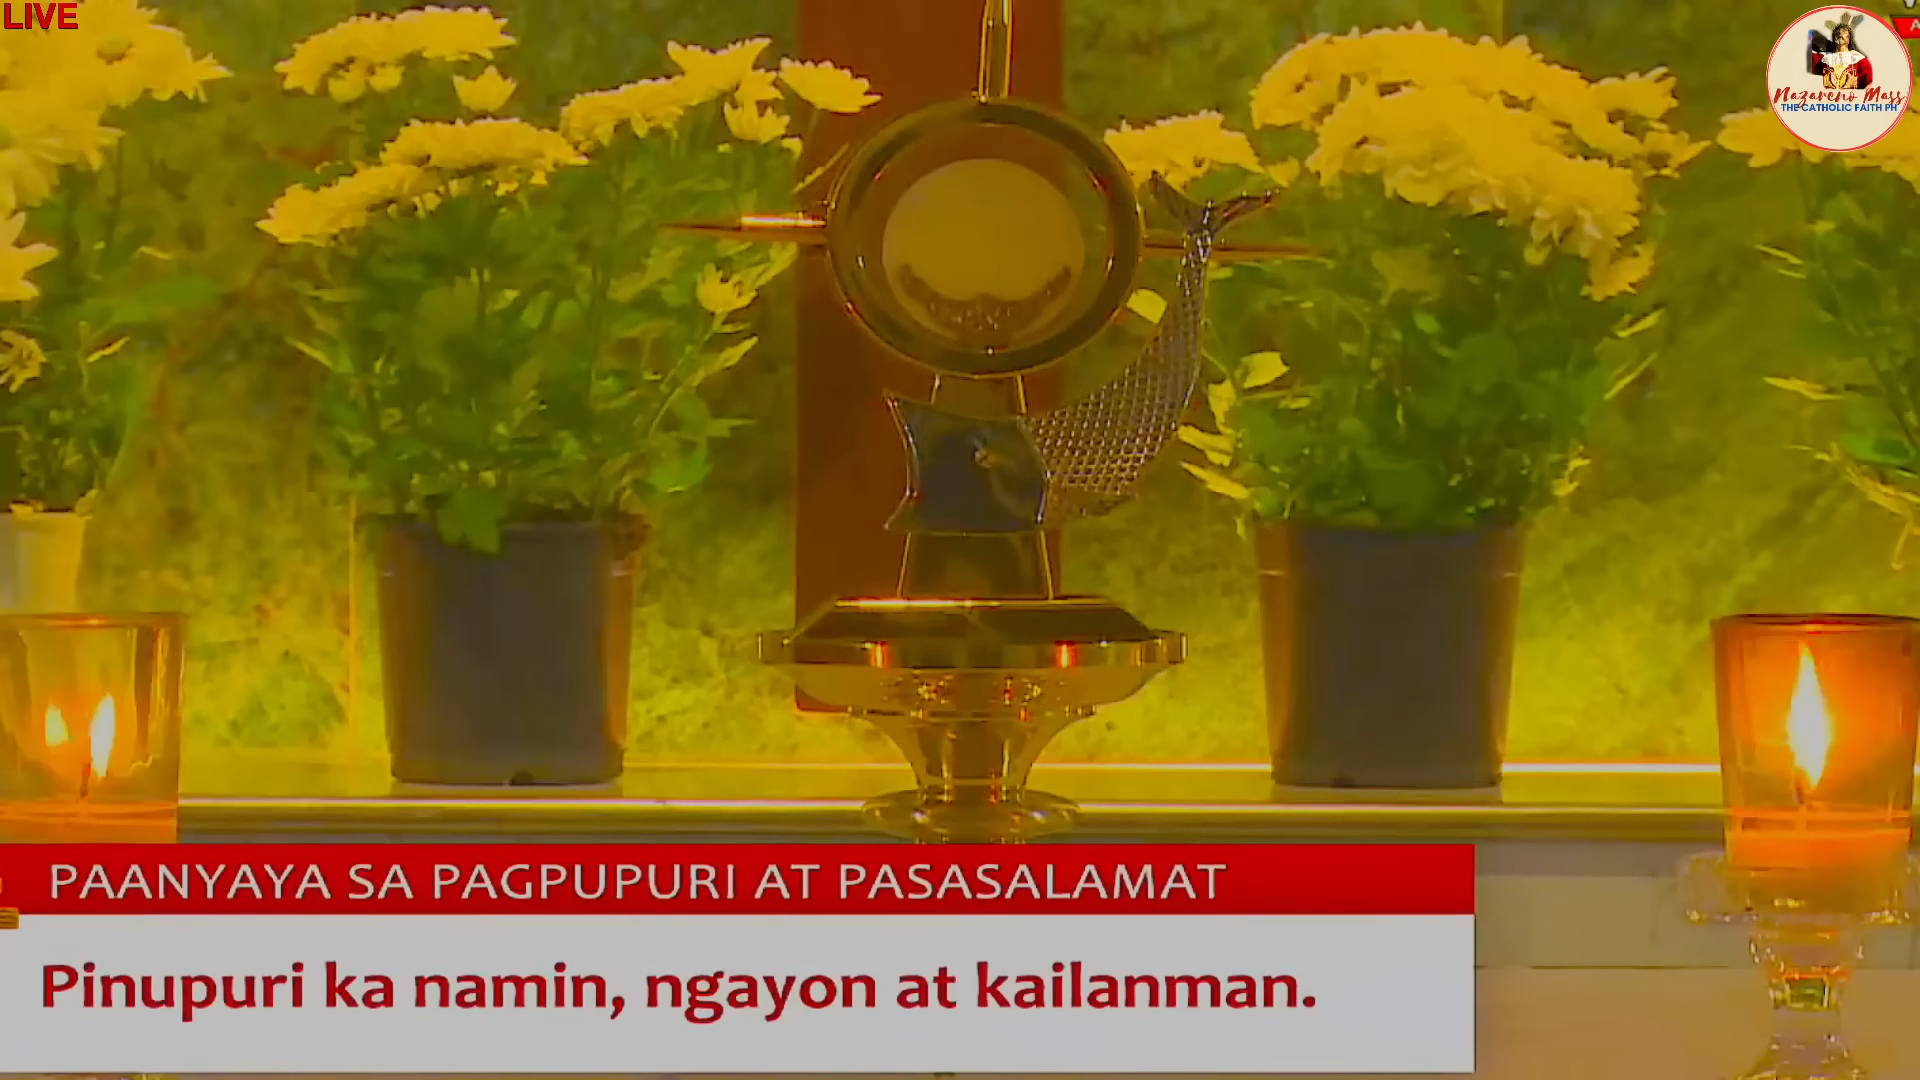 LIVE
Nazareno Mass
THE CATHOLIC FAITH PH
PAANYAYA SA PAGPUPURI AT PASASALAMAT
Pinupuri ka namin, ngayon at kailanman.